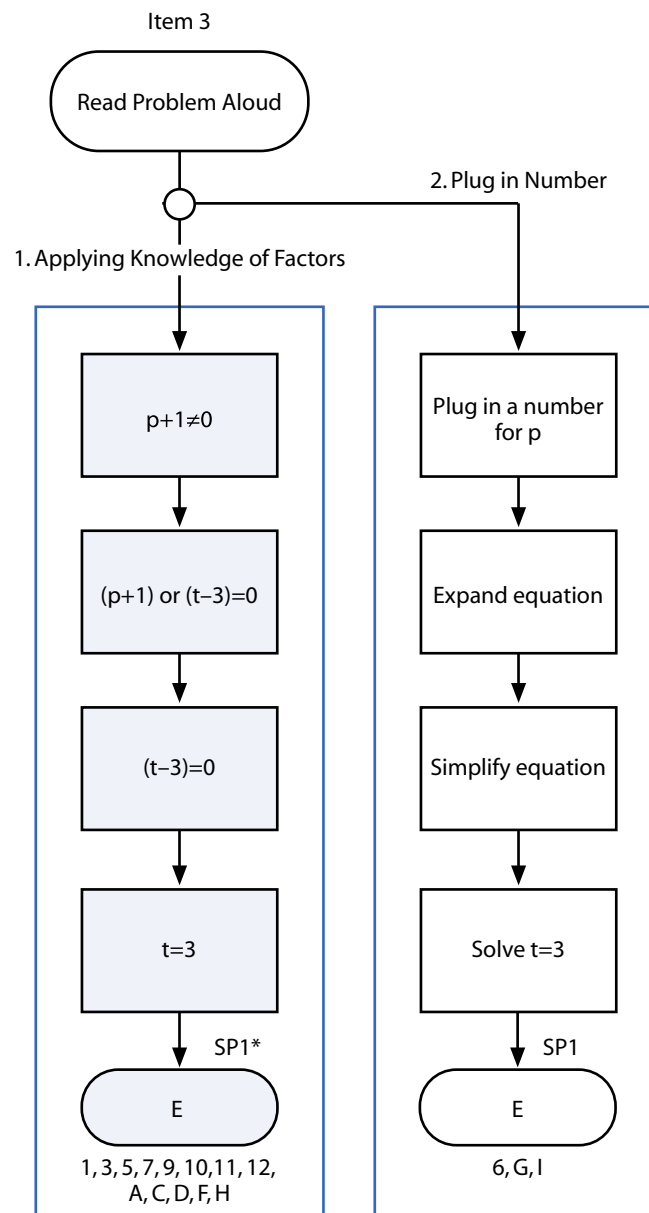 Item 3
Read Problem Aloud
2. Plug in Number
1. Applying Knowledge of Factors
p+1≠0
(p+1) or (t–3)=0
(t–3)=0
t=3
SP1*
E
1, 3, 5, 7, 9, 10, 11, 12,
A, C, D, F, H
Plug in a number
for p
Expand equation
Simplify equation
Solve t=3
SP1
E
6, G, I